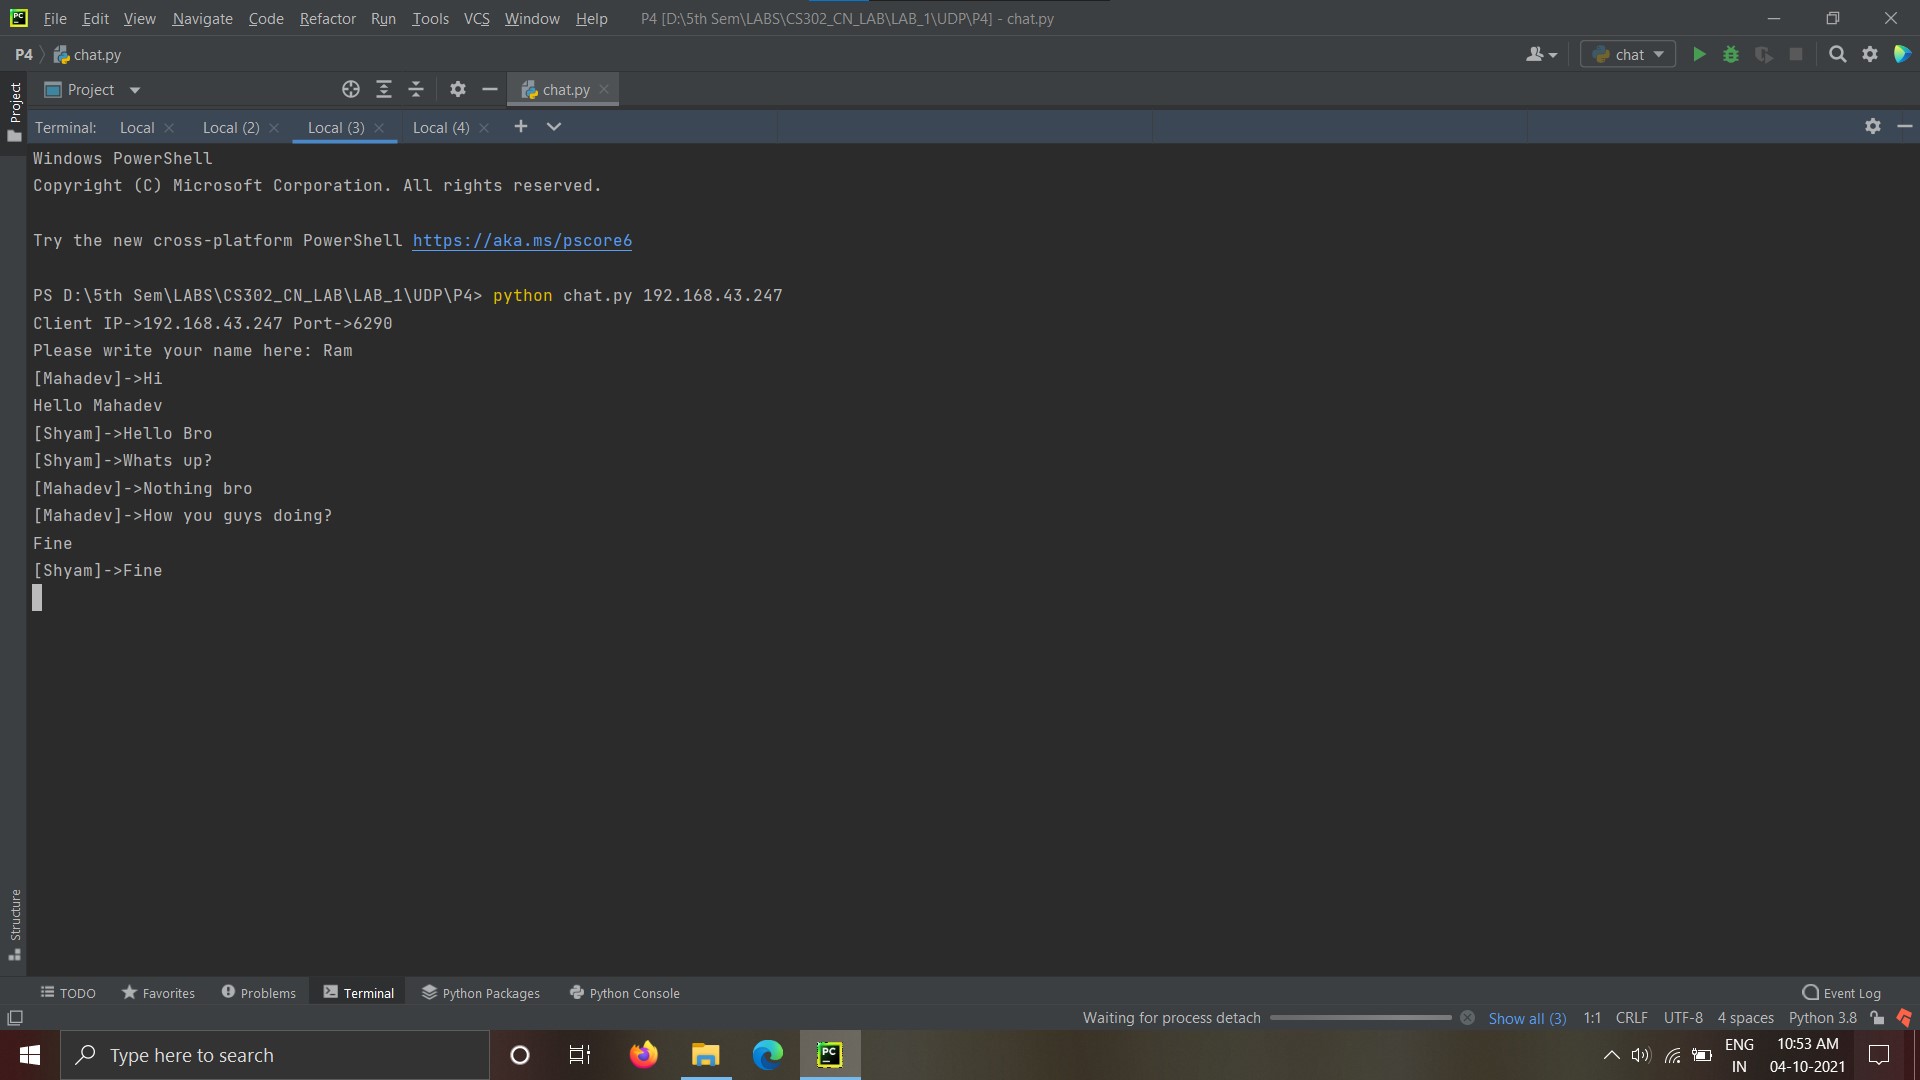 File Edit View Navigate Code Refactor Run Tools VCS Window Help P4 [D:\5th Sem\LABS\CS302_CN_LAB\LAB_1\UDP\P4] - chat.py
P4 chat.py chat
Project Project chat.py
Terminal: Local Local (2) Local (3) Local (4)
Windows PowerShell
Copyright (C) Microsoft Corporation. All rights reserved.
Try the new cross-platform PowerShell https://aka.ms/pscore6
PS D:\5th Sem\LABS\CS302_CN_LAB\LAB_1\UDP\P4> python chat.py 192.168.43.247
Client IP->192.168.43.247 Port->6290
Please write your name here: Ram
[Mahadev]->Hi
Hello Mahadev
[Shyam]->Hello Bro
[Shyam]->Whats up?
[Mahadev]->Nothing bro
[Mahadev]->How you guys doing?
Fine
[Shyam]->Fine
Structure
TODO Favorites Problems Terminal Python Packages Python Console Event Log
Waiting for process detach Show all (3) 1:1 CRLF UTF-8 4 spaces Python 3.8
Type here to search PC ENG 10:53 AM
IN 04-10-2021